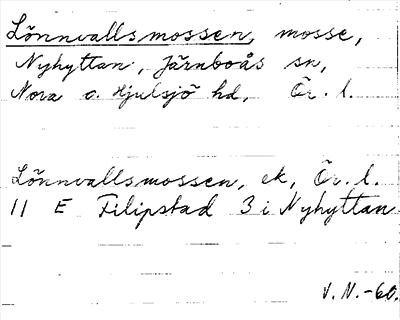 Lönnvallsmossen, mosse,
Nyhyttan, Järnboås sn,
Nora o. Hjulsjö hd, Ör. l.
Lönnvallsmossen, ek, Ör. l.
11 E Filipstad 3 i Nyhyttan
V. N. -60.